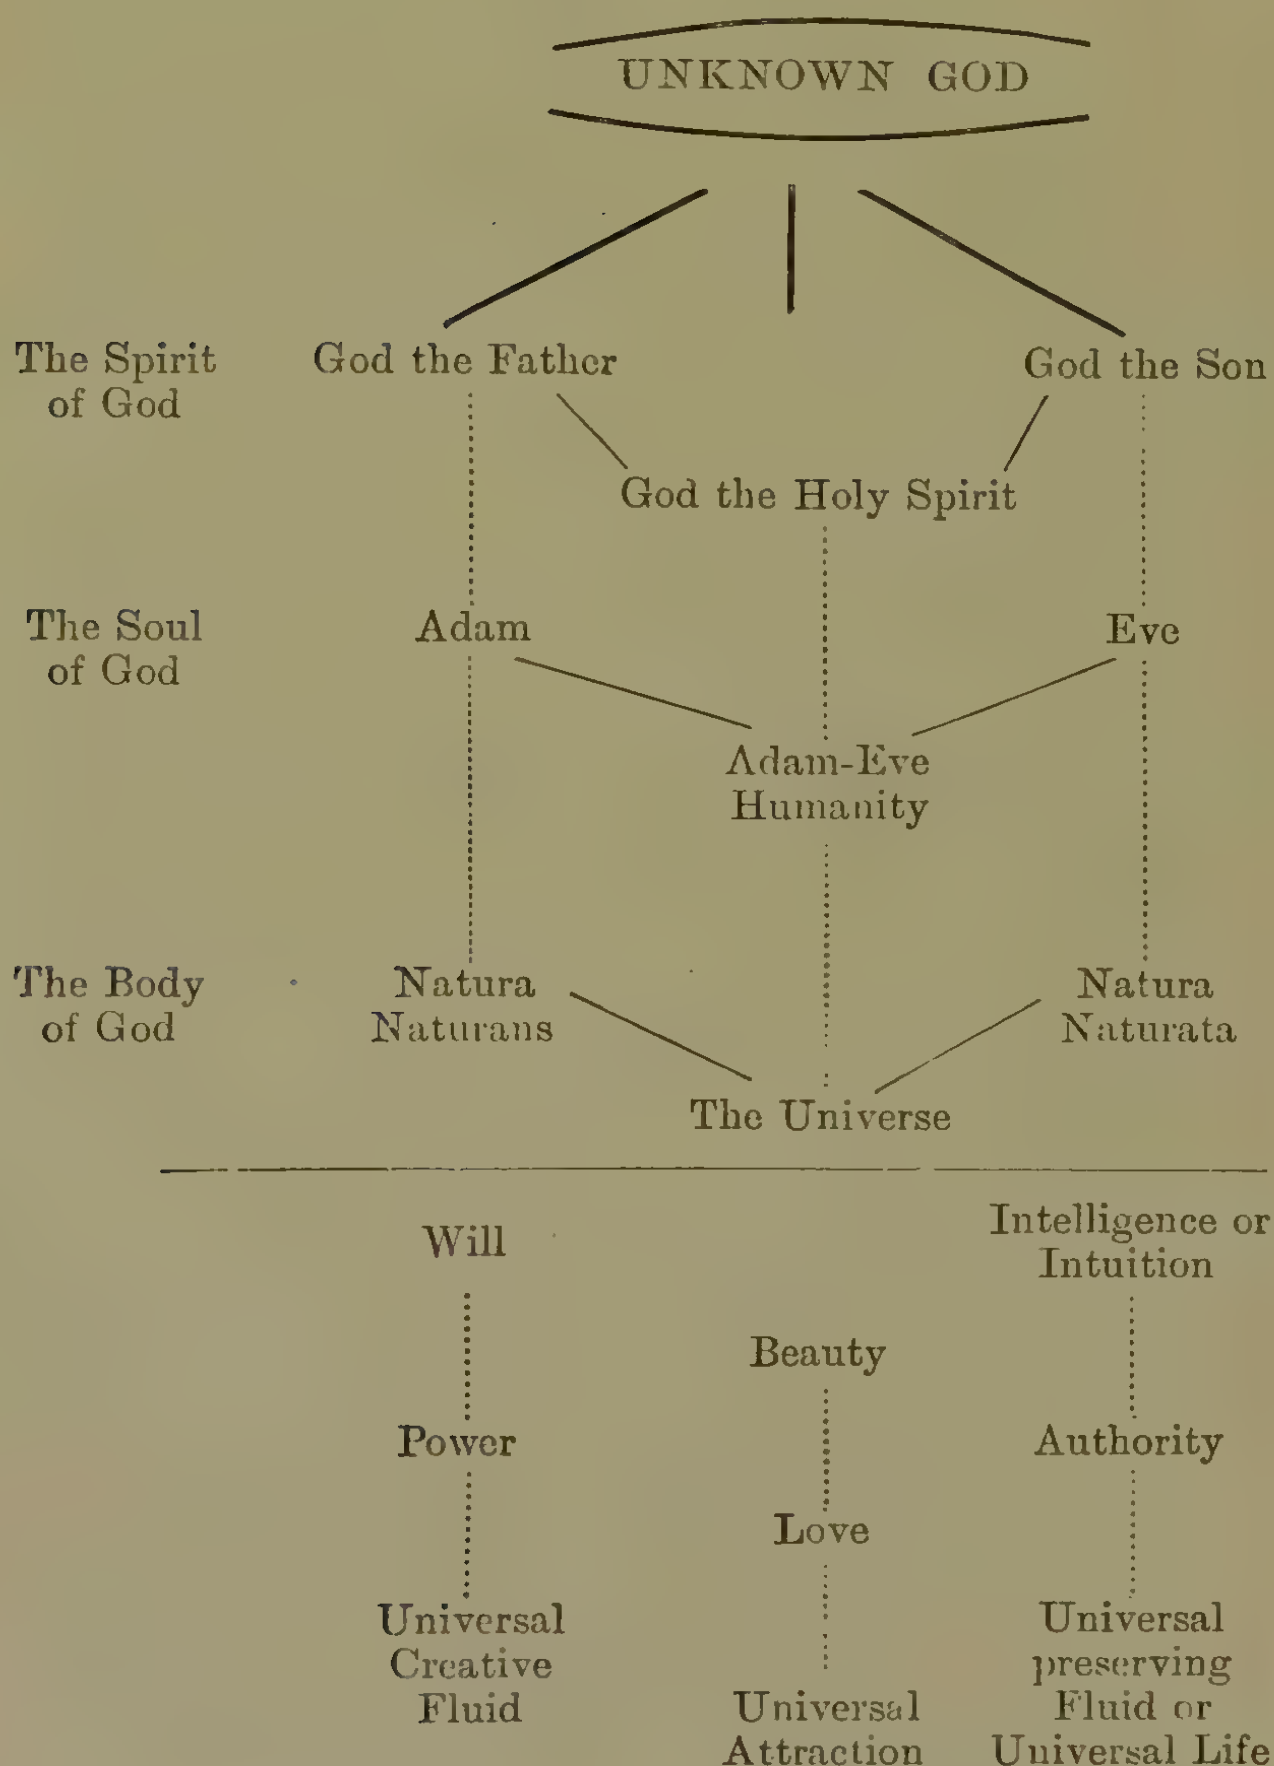 UNKNOWN GOD
The Spirit
of God
God the Father
God the Son
God the Holy Spirit
The Soul
of God
Adam
Eve
Adam-Eve
Humanity
The Body
of God
Natura
Naturans
Natura
Naturata
The Universe
Will
Intelligence or
Intuition
Beauty
Power
Authority
Love
Universal
Creative
Fluid
Universal
Attraction
Universal
preserving
Fluid or
Universal Life